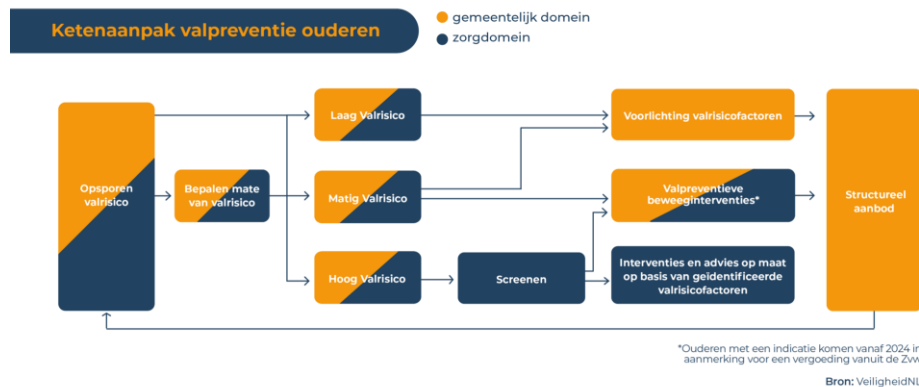 Ketenaanpak valpreventie ouderen
gemeentelijk domein
zorgdomein
Opsporen
valrisico
Bepalen mate
van valrisico
Laag Valrisico
Matig Valrisico
Hoog Valrisico
Screenen
Voorlichting valrisicofactoren
Valpreventieve
beweeginterventies*
Interventies en advies op maat
op basis van geïdentificeerde
valrisicofactoren
Structureel
aanbod
*Ouderen met een indicatie komen vanaf 2024 in
aanmerking voor een vergoeding vanuit de Zvw
Bron: VeiligheidNL